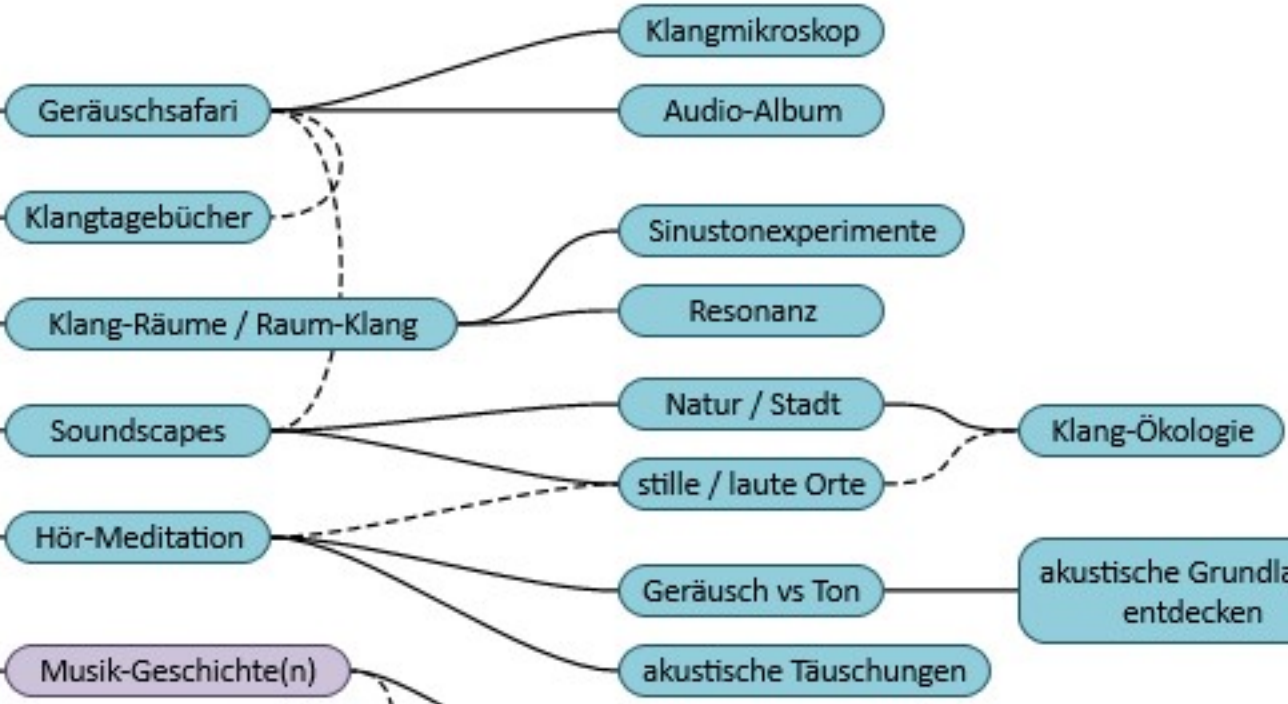 Klangmikroskop
Geräuschsafari
Audio-Album
Klangtagebücher
Sinustonexperimente
Klang-Räume / Raum-Klang
Resonanz
Natur / Stadt
Soundscapes
Klang-Ökologie
stille / laute Orte
Hör-Meditation
Geräusch vs Ton
akustische
entdecken
Musik-Geschichte(n)
akustische Täuschungen